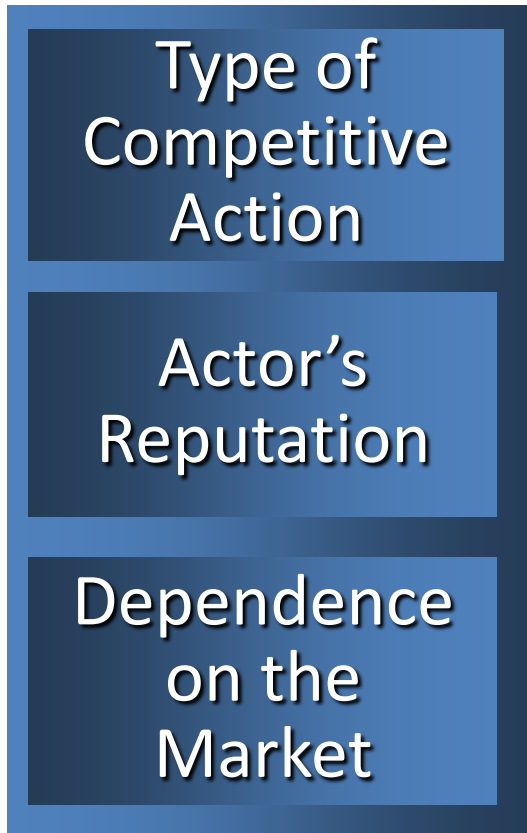 Type of
Competitive
Action
Actor’s
Reputation
Dependence
on the
Market